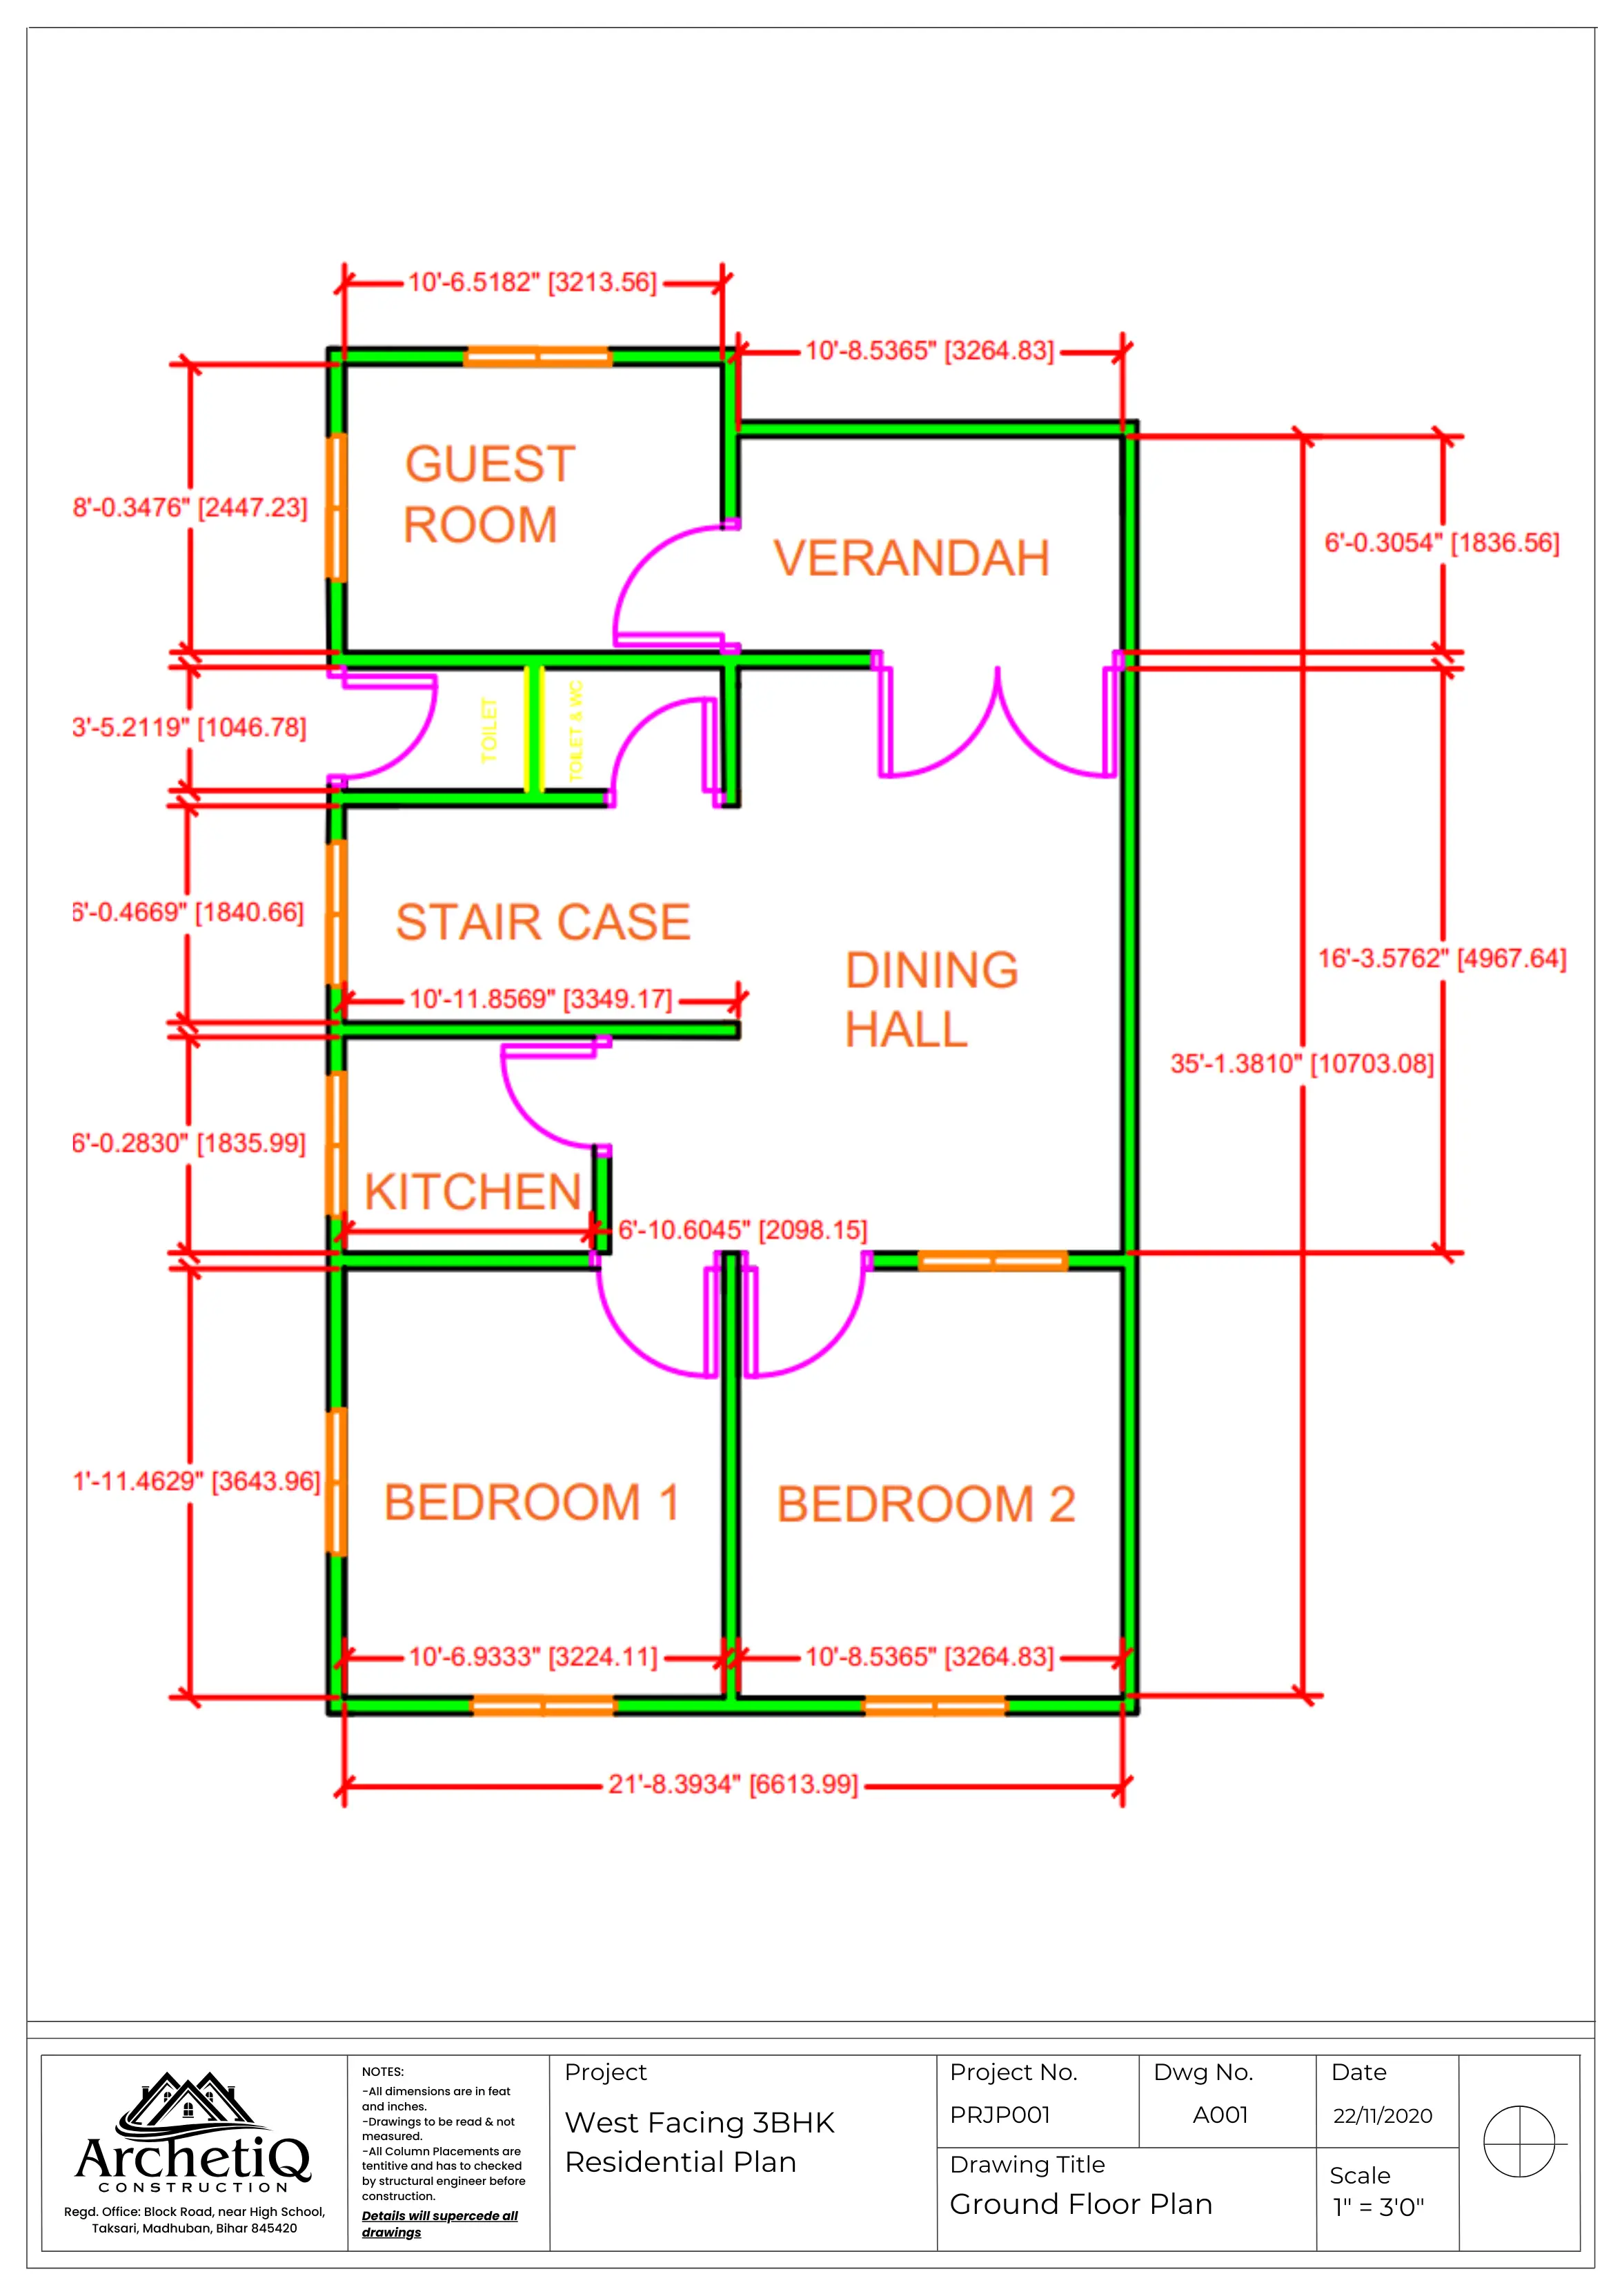 10'-6.5182" [3213.56]
10'-8.5365" [3264.83]
GUEST
ROOM
8'-0.3476" [2447.23]
VERANDAH
6'-0.3054" [1836.56]
TOILET
TOILET & WC
3'-5.2119" [1046.78]
STAIR CASE
6'-0.4669" [1840.66]
DINING
HALL
16'-3.5762" [4967.64]
10'-11.8569" [3349.17]
35'-1.3810" [10703.08]
6'-0.2830" [1835.99]
KITCHEN
6'-10.6045" [2098.15]
1'-11.4629" [3643.96]
BEDROOM 1
BEDROOM 2
10'-6.9333" [3224.11]
10'-8.5365" [3264.83]
21'-8.3934" [6613.99]
ArchetiQ
CONSTRUCTION
Regd. Office: Block Road, near High School,
Taksari, Madhuban, Bihar 845420
NOTES:
-All dimensions are in feat
and inches.
-Drawings to be read & not
measured.
-All Column Placements are
tentitive and has to checked
by structural engineer before
construction.
Details will supercede all
drawings
Project
West Facing 3BHK
Residential Plan
Project No.
PRJP001
Dwg No.
A001
Date
22/11/2020
Drawing Title
Ground Floor Plan
Scale
1" = 3'0"